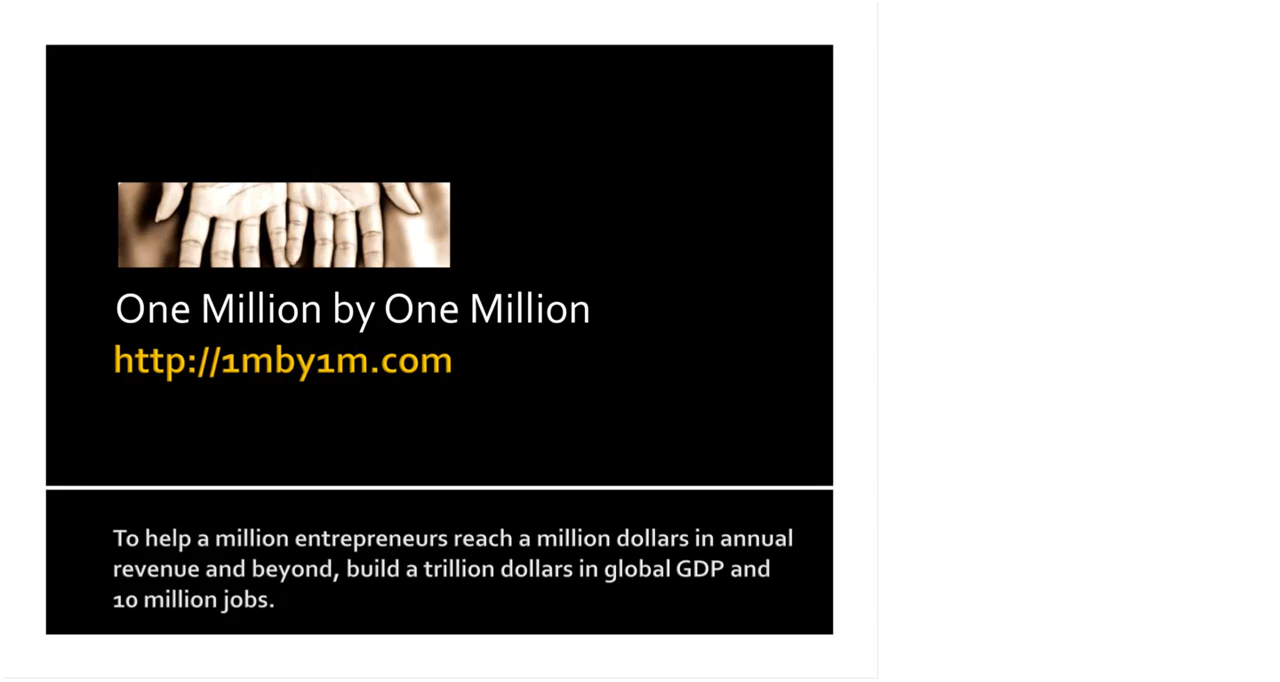 One Million by One Million
http://1mby1m.com
To help a million entrepreneurs reach a million dollars in annual
revenue and beyond, build a trillion dollars in global GDP and
10 million jobs.